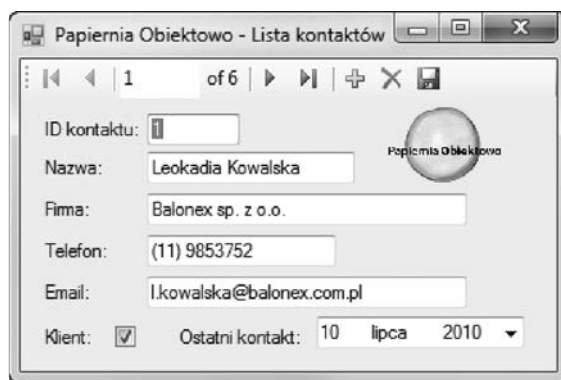 Papiernia Obiektowo - Lista kontaktów
1 of 6
ID kontaktu: 1
Papiernia Obiektowo
Nazwa: Leokadia Kowalska
Firma: Balonex sp. z o.o.
Telefon: (11) 9853752
Email: l.kowalska@balonex.com.pl
Klient: Ostatni kontakt: 10 lipca 2010